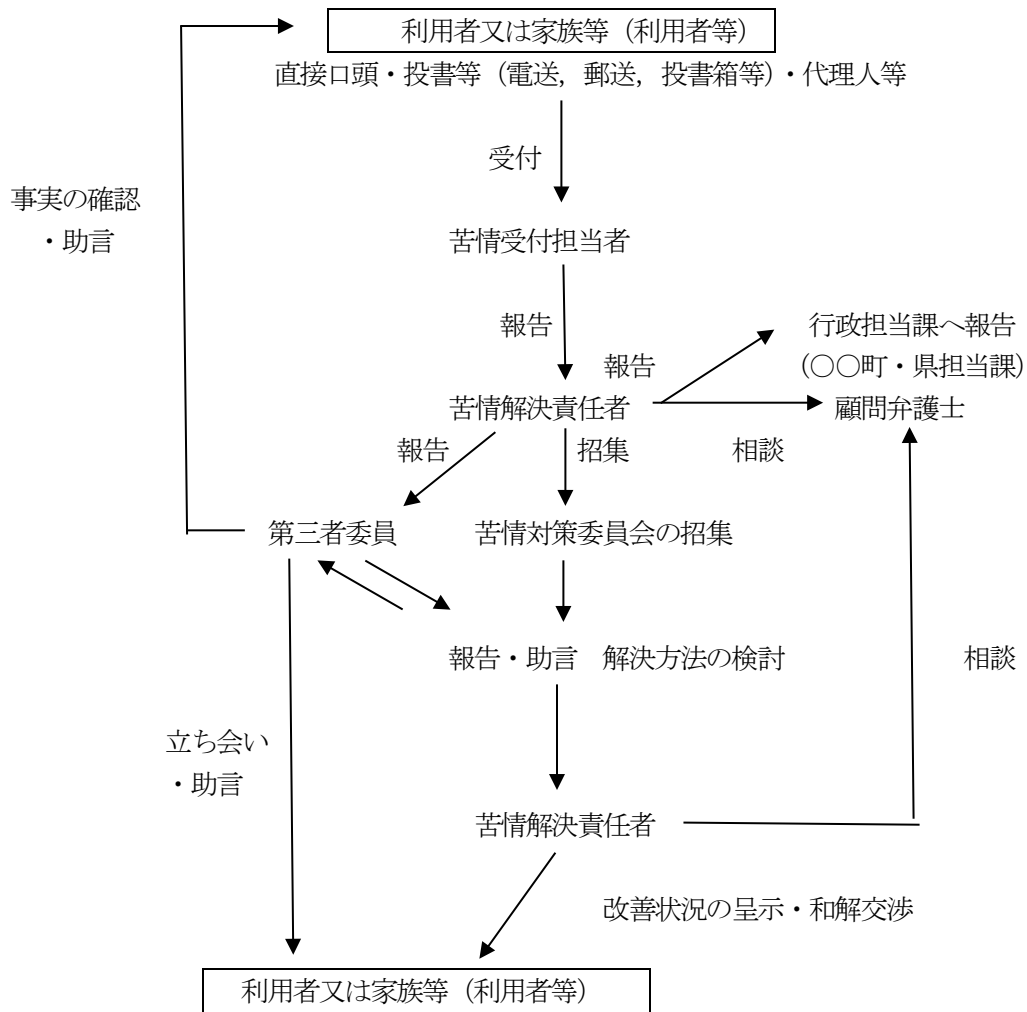 利用者又は家族等（利用者等）
直接口頭・投書等（電送，郵送，投書箱等）・代理人等
受付
事実の確認
・助言
苦情受付担当者
報告
行政担当課へ報告
報告
（〇〇町・県担当課）
苦情解決責任者
顧問弁護士
報告
招集
相談
第三者委員
苦情対策委員会の招集
報告・助言　解決方法の検討
相談
立ち会い
・助言
苦情解決責任者
改善状況の呈示・和解交渉
利用者又は家族等（利用者等）